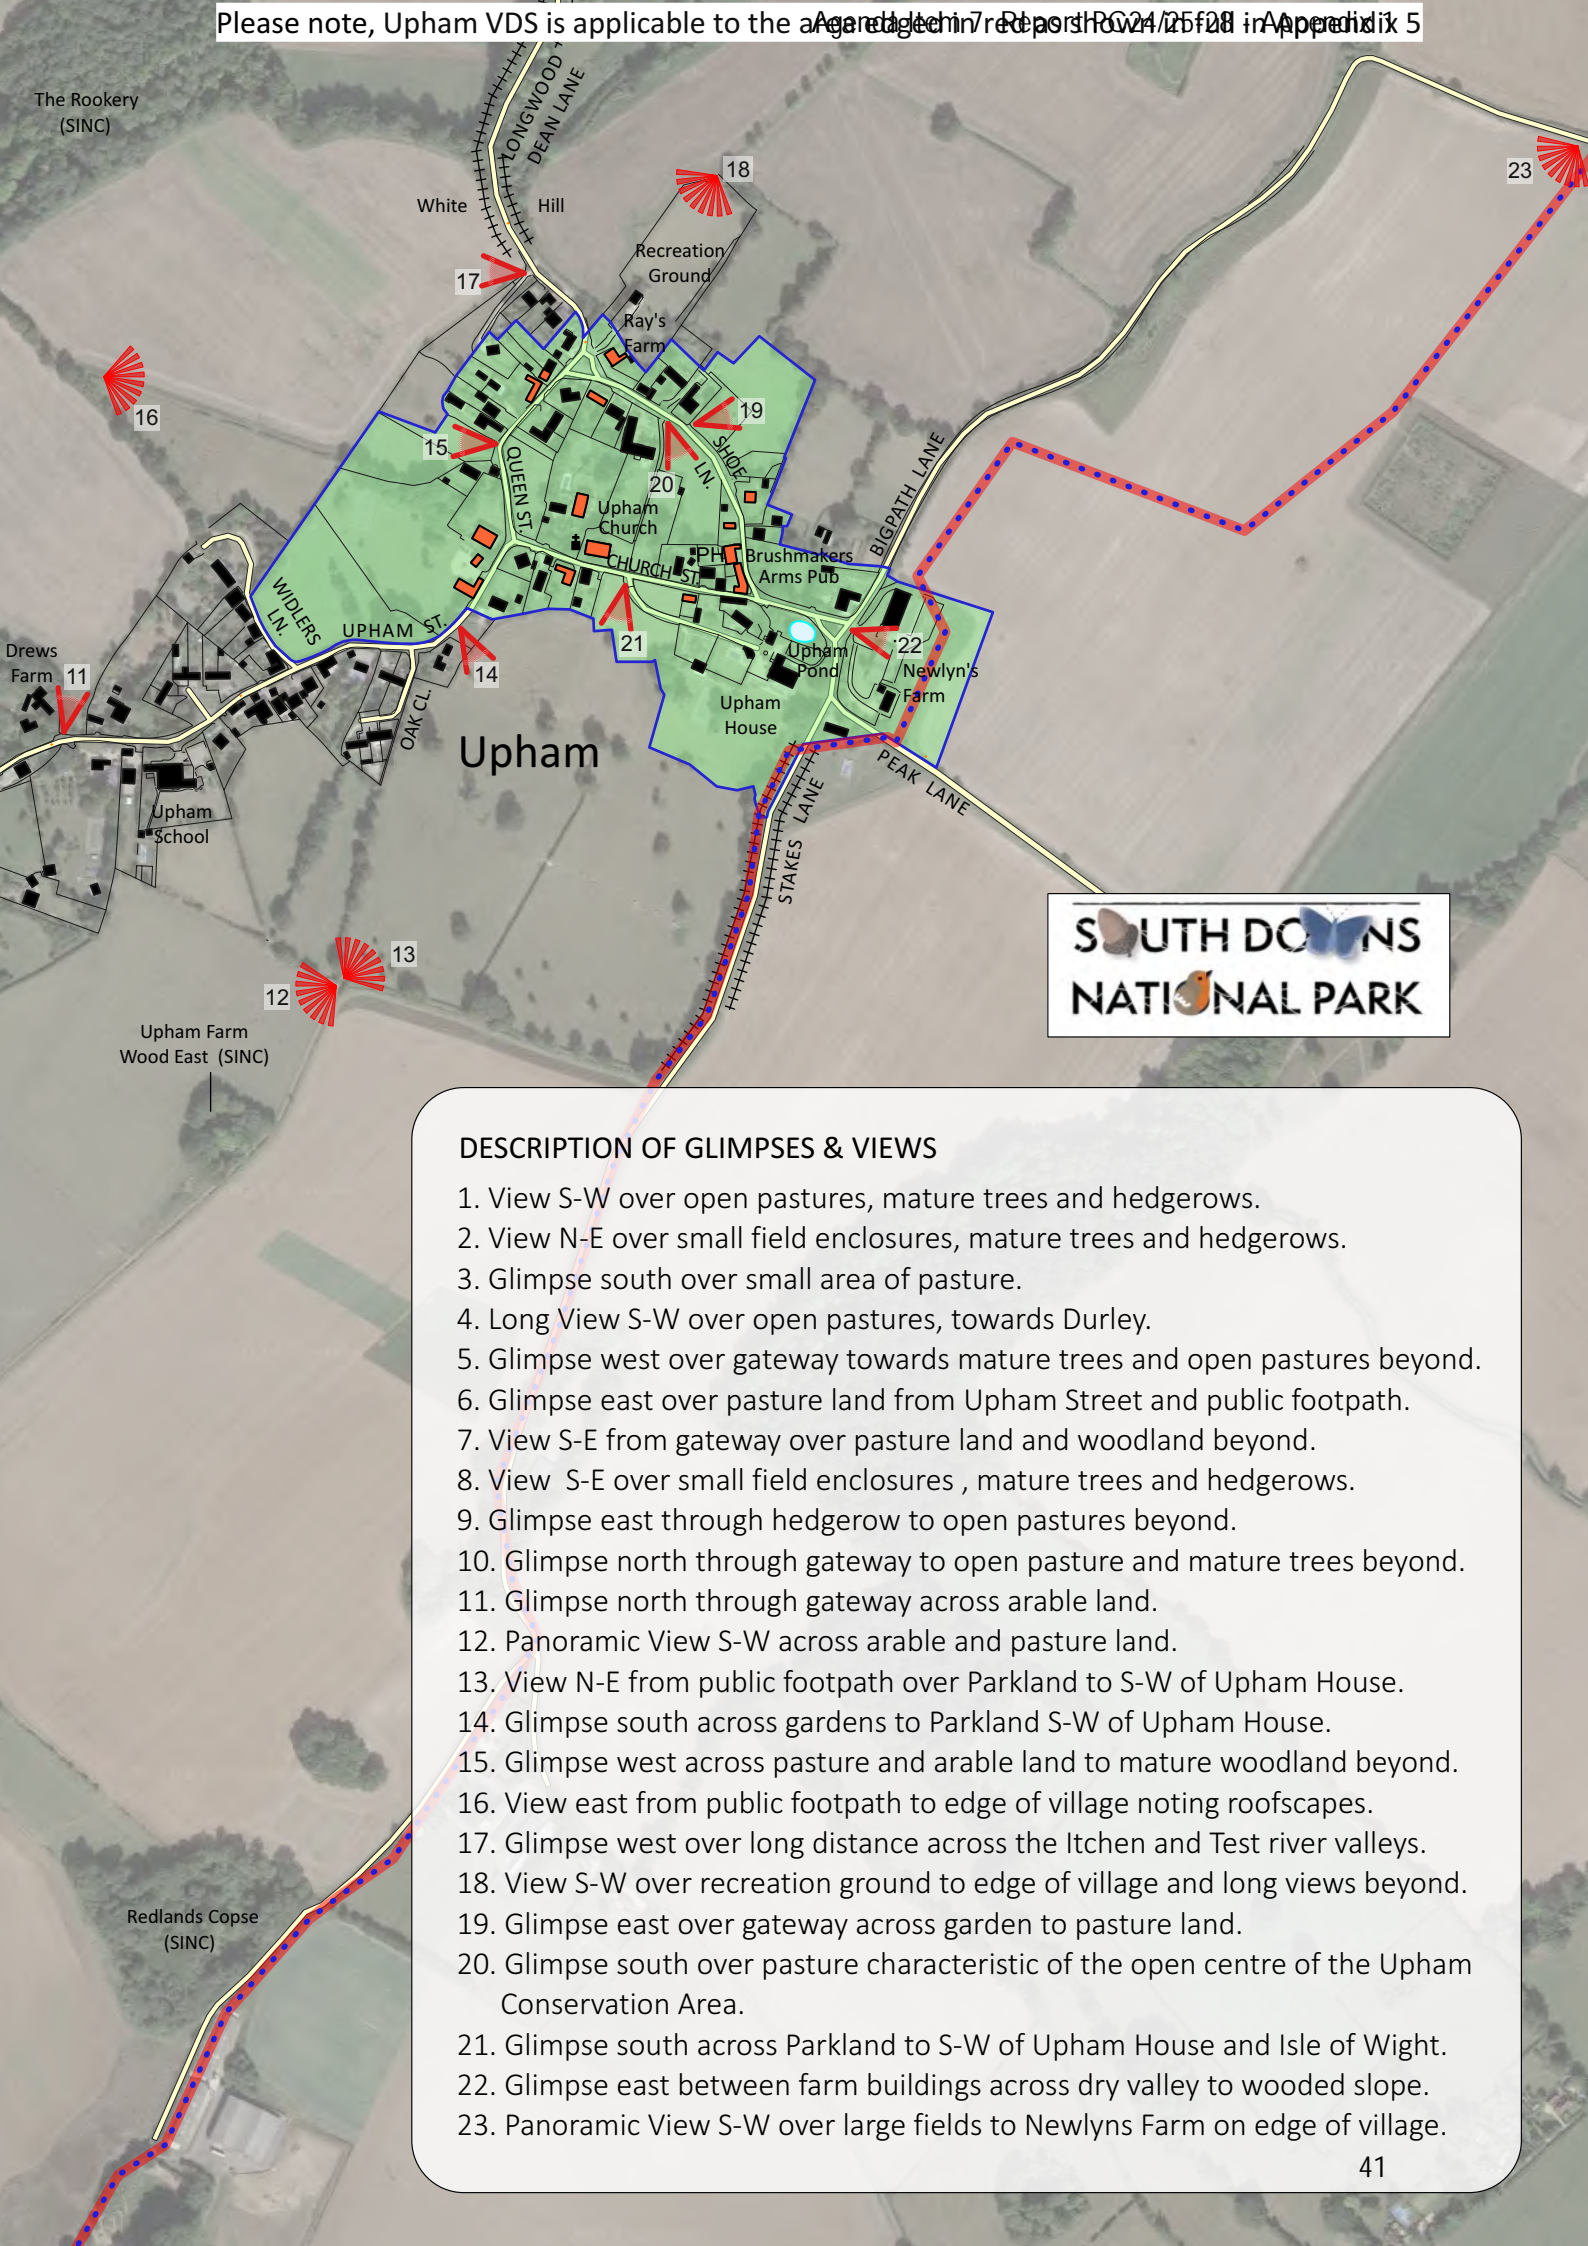 Please note, Upham VDS is applicable to the area edged in red as shown in full in Appendix 5
Agenda Item 7 Report PC24/25-28 - Appendix 1
The Rookery
(SINC)
LONGWOOD
DEAN LANE
18
23
White Hill
Recreation
Ground
17
Ray's
Farm
16
19
15
SHOE
LN.
QUEEN ST.
20
BIGPATH LANE
Upham
Church
PH Brushmakers
Arms Pub
CHURCH ST.
WIDLERS
LN.
UPHAM ST.
21
22
Drews
Farm
11
14
Upham
Pond
Newlyn's
Farm
OAK CL.
Upham
House
Upham
PEAK LANE
STAKES LANE
Upham
School
SOUTH DOWNS
NATIONAL PARK
13
12
Upham Farm
Wood East (SINC)
DESCRIPTION OF GLIMPSES & VIEWS
1. View S-W over open pastures, mature trees and hedgerows.
2. View N-E over small field enclosures, mature trees and hedgerows.
3. Glimpse south over small area of pasture.
4. Long View S-W over open pastures, towards Durley.
5. Glimpse west over gateway towards mature trees and open pastures beyond.
6. Glimpse east over pasture land from Upham Street and public footpath.
7. View S-E from gateway over pasture land and woodland beyond.
8. View S-E over small field enclosures , mature trees and hedgerows.
9. Glimpse east through hedgerow to open pastures beyond.
10. Glimpse north through gateway to open pasture and mature trees beyond.
11. Glimpse north through gateway across arable land.
12. Panoramic View S-W across arable and pasture land.
13. View N-E from public footpath over Parkland to S-W of Upham House.
14. Glimpse south across gardens to Parkland S-W of Upham House.
15. Glimpse west across pasture and arable land to mature woodland beyond.
16. View east from public footpath to edge of village noting roofscapes.
17. Glimpse west over long distance across the Itchen and Test river valleys.
18. View S-W over recreation ground to edge of village and long views beyond.
19. Glimpse east over gateway across garden to pasture land.
20. Glimpse south over pasture characteristic of the open centre of the Upham
Conservation Area.
21. Glimpse south across Parkland to S-W of Upham House and Isle of Wight.
22. Glimpse east between farm buildings across dry valley to wooded slope.
23. Panoramic View S-W over large fields to Newlyns Farm on edge of village.
Redlands Copse
(SINC)
41